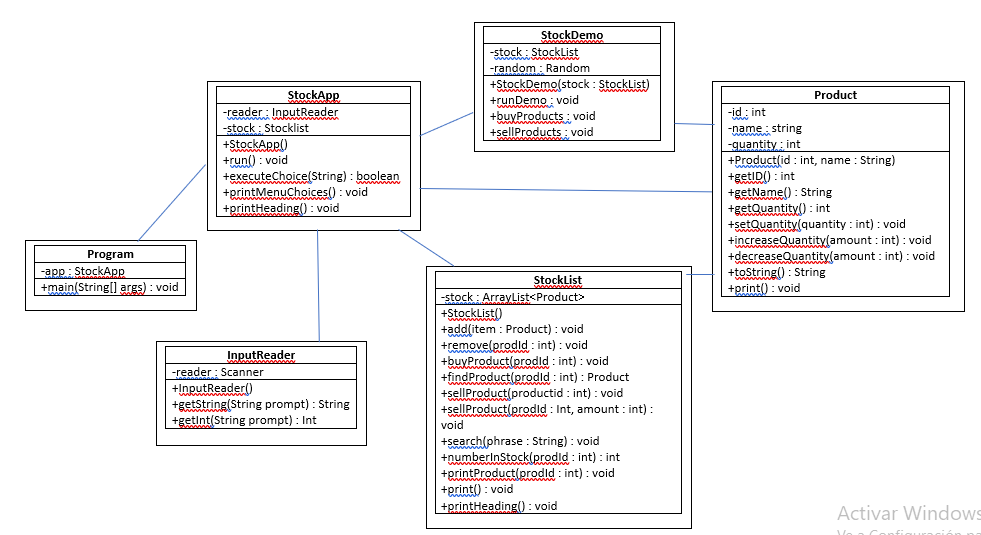 StockDemo
-stock : StockList
-random : Random
+StockDemo(stock : StockList)
+runDemo : void
+buyProducts : void
+sellProducts : void
StockApp
-reader : InputReader
-stock : Stocklist
+StockApp()
+run() : void
+executeChoice(String) : boolean
+printMenuChoices() : void
+printHeading() : void
Product
-id : int
-name : string
-quantity : int
+Product(id : int, name : String)
+getID() : int
+getName() : String
+getQuantity() : int
+setQuantity(quantity : int) : void
+increaseQuantity(amount : int) : void
+decreaseQuantity(amount : int) : void
+toString() : String
+print() : void
Program
-app : StockApp
+main(String[] args) : void
StockList
-stock : ArrayList<Product>
+StockList()
+add(item : Product) : void
+remove(prodId : int) : void
+buyProduct(prodId : int) : void
+findProduct(prodId : int) : Product
+sellProduct(productid : int) : void
+sellProduct(prodId : Int, amount : int) :
void
+search(phrase : String) : void
+numberInStock(prodId : int) : int
+printProduct(prodId : int) : void
+print() : void
+printHeading() : void
InputReader
-reader : Scanner
+InputReader()
+getString(String prompt) : String
+getInt(String prompt) : Int
Activar Windows